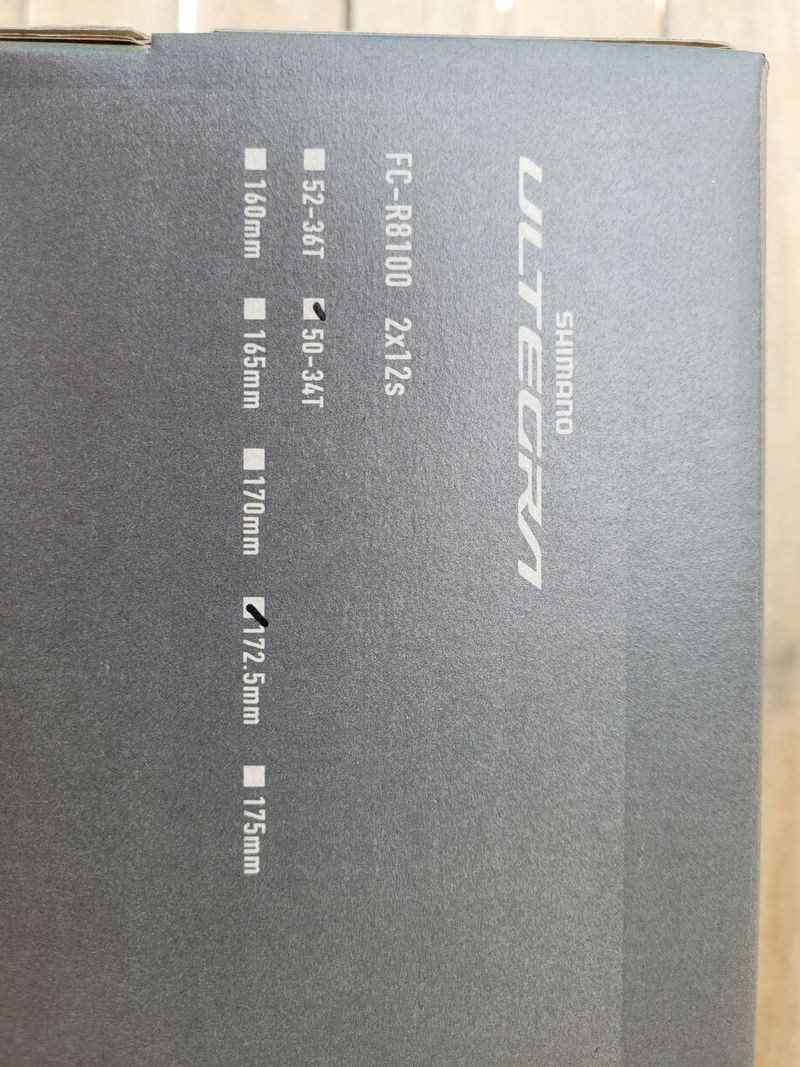 SHIMANO
ULTEGRA
FC-R8100 2x12s
52-36T 50-34T
160mm 165mm 170mm 172.5mm 175mm